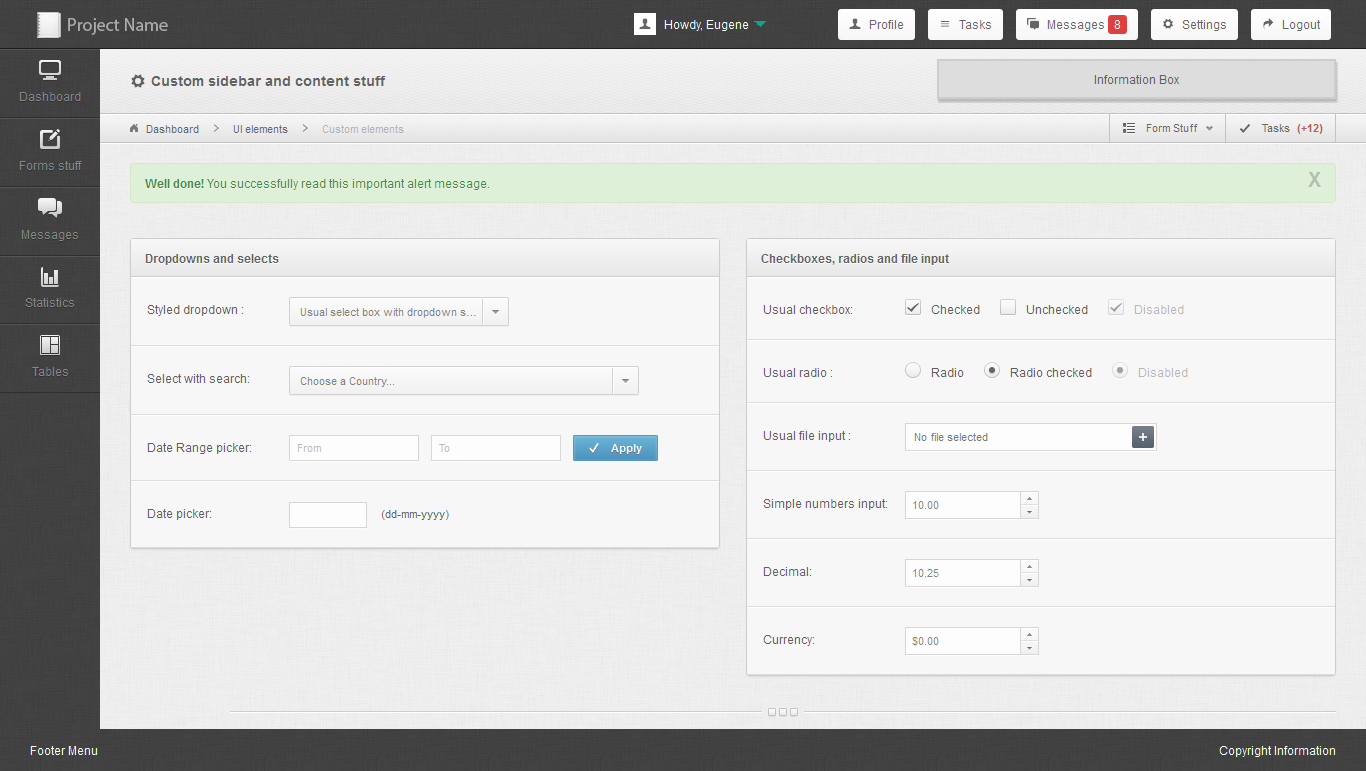 Project Name
Howdy, Eugene
Profile
Tasks
Messages 8
Settings
Logout
Dashboard
Forms stuff
Messages
Statistics
Tables
Custom sidebar and content stuff
Information Box
Dashboard
UI elements
Custom elements
Form Stuff
Tasks (+12)
Well done! You successfully read this important alert message.
X
Dropdowns and selects
Styled dropdown :
Usual select box with dropdown s...
Select with search:
Choose a Country...
Date Range picker:
From
To
Apply
Date picker:
(dd-mm-yyyy)
Checkboxes, radios and file input
Usual checkbox:
Checked
Unchecked
Disabled
Usual radio :
Radio
Radio checked
Disabled
Usual file input :
No file selected
+
Simple numbers input:
10.00
Decimal:
10.25
Currency:
$0.00
Footer Menu
Copyright Information